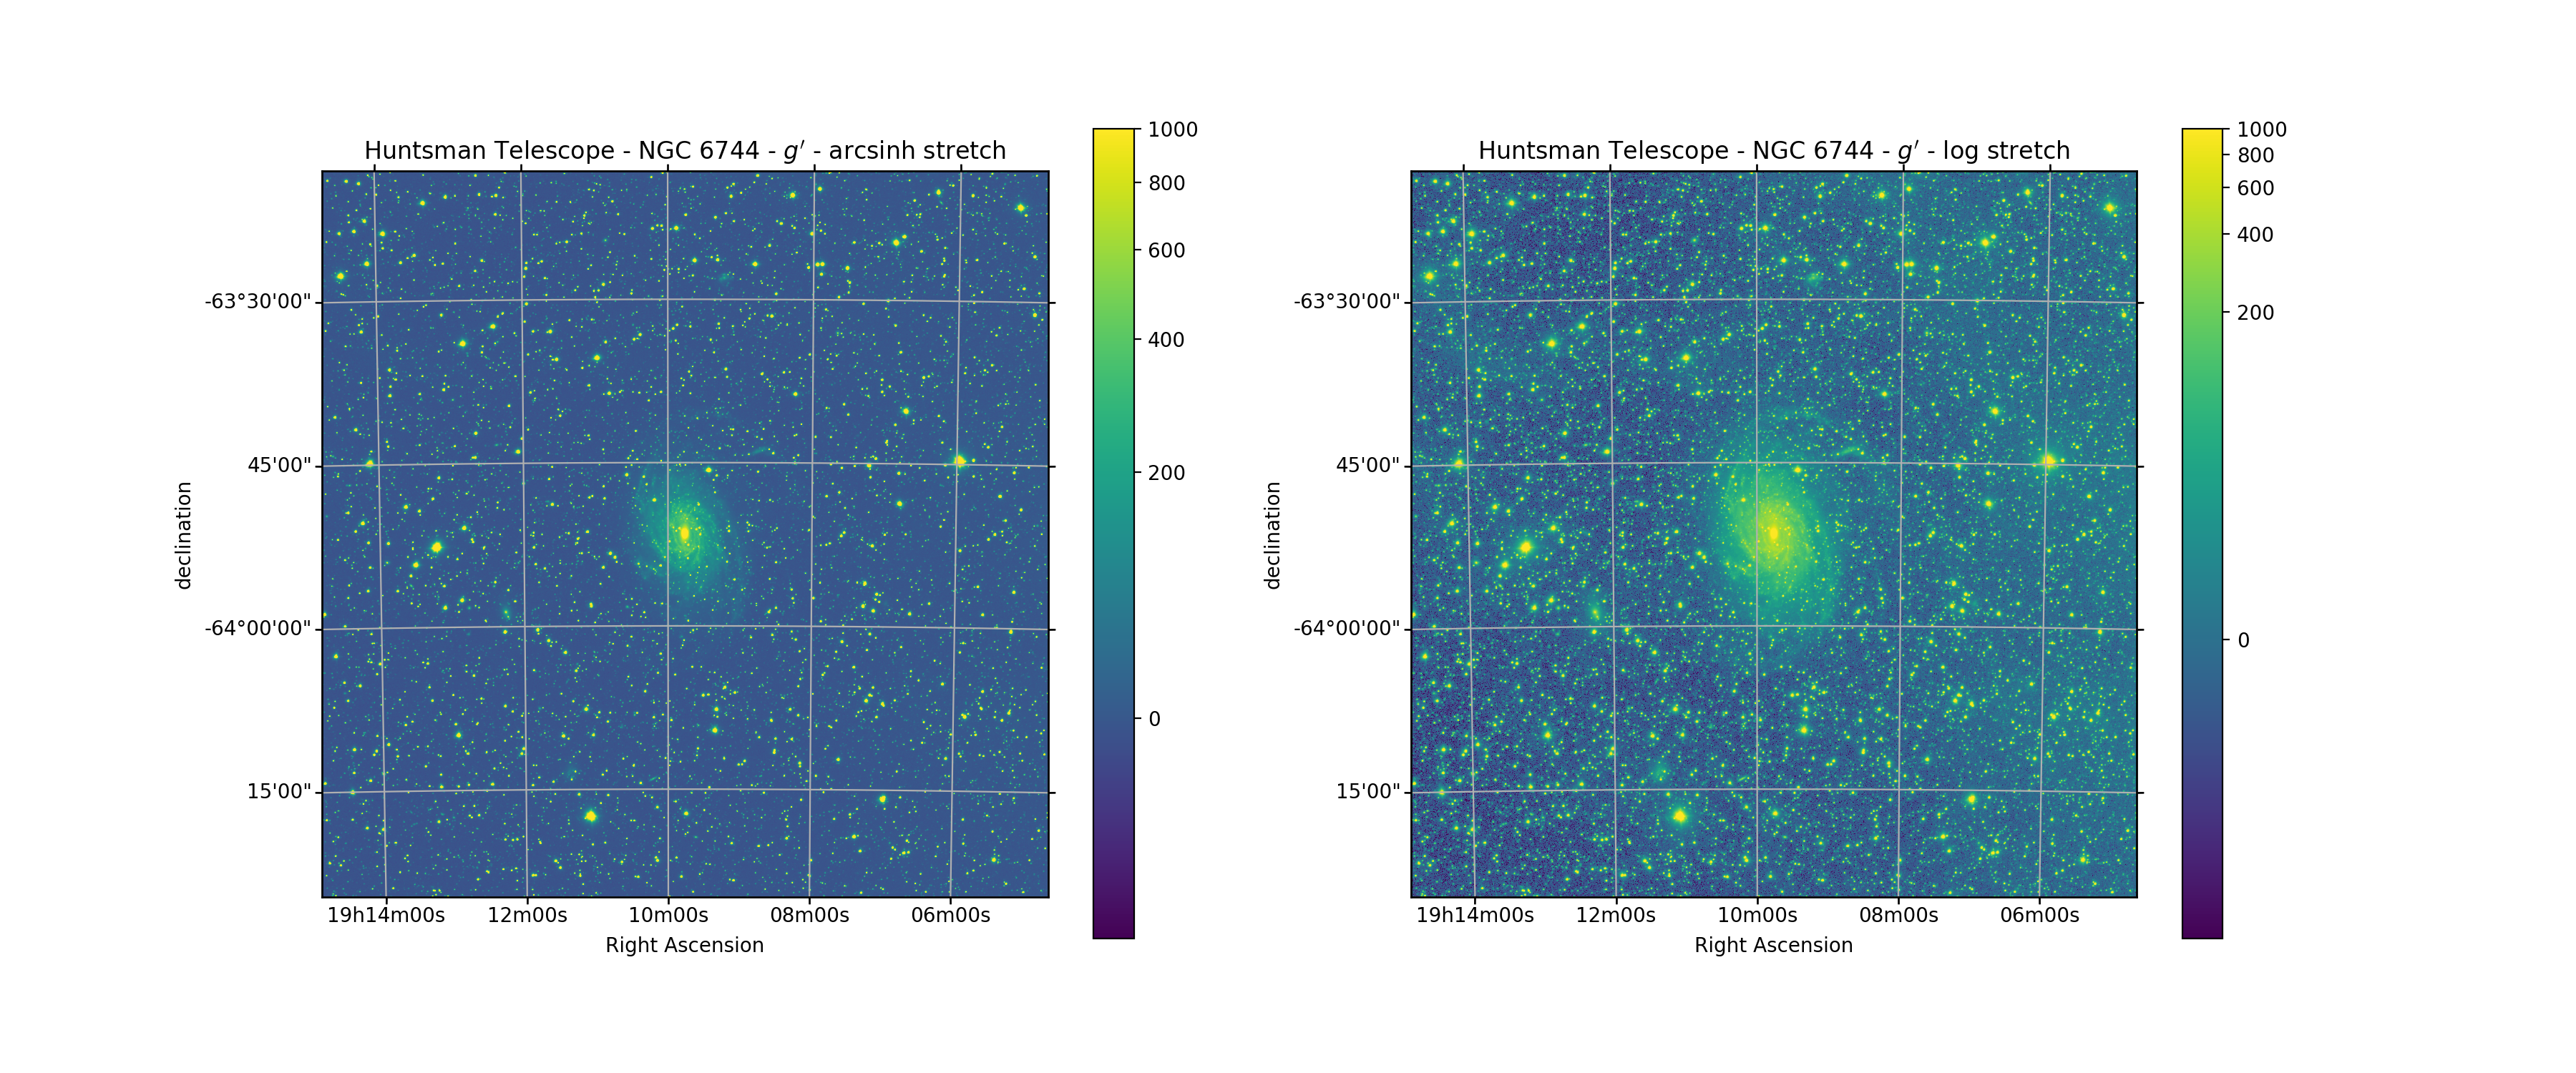 Huntsman Telescope - NGC 6744 - g′ - arcsinh stretch
1000
800
600
400
200
0
-63°30'00"
45'00"
-64°00'00"
15'00"
declination
19h14m00s 12m00s 10m00s 08m00s 06m00s
Right Ascension
Huntsman Telescope - NGC 6744 - g′ - log stretch
1000
800
600
400
200
0
-63°30'00"
45'00"
-64°00'00"
15'00"
declination
19h14m00s 12m00s 10m00s 08m00s 06m00s
Right Ascension